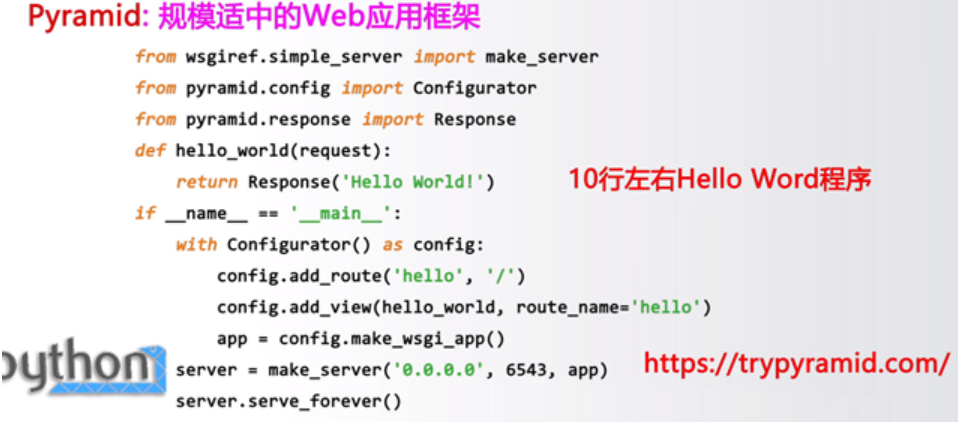 Pyramid: 规模适中的Web应用框架
from wsgiref.simple_server import make_server
from pyramid.config import Configurator
from pyramid.response import Response
def hello_world(request):
    return Response('Hello World!')
10行左右Hello Word程序
if __name__ == '__main__':
    with Configurator() as config:
        config.add_route('hello', '/')
        config.add_view(hello_world, route_name='hello')
        app = config.make_wsgi_app()
    server = make_server('0.0.0.0', 6543, app)
    server.serve_forever()
https://trypyramid.com/
python